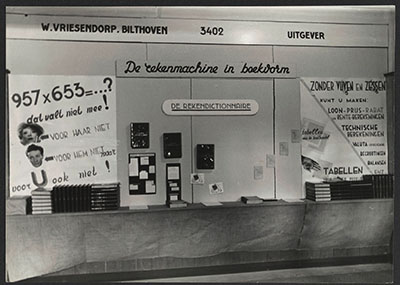 W. VRIESENDORP. BILTHOVEN 3402 UITGEVER
De rekenmachine in boekvorm
957 x 653 = ...?
dat valt niet mee!
VOOR HAAR NIET
VOOR HEM NIET
voor U ook niet!
DE REKENDICTIONNAIRE
ZONDER VIJVEN EN ZESSEN
KUNT U MAKEN
LOON-PRIJS-RABAT
EN RENTE BEREKENINGEN
TECHNISCHE
BEREKENINGEN
VALUTA
BEGROOTINGEN
BALANSEN
TABELLEN